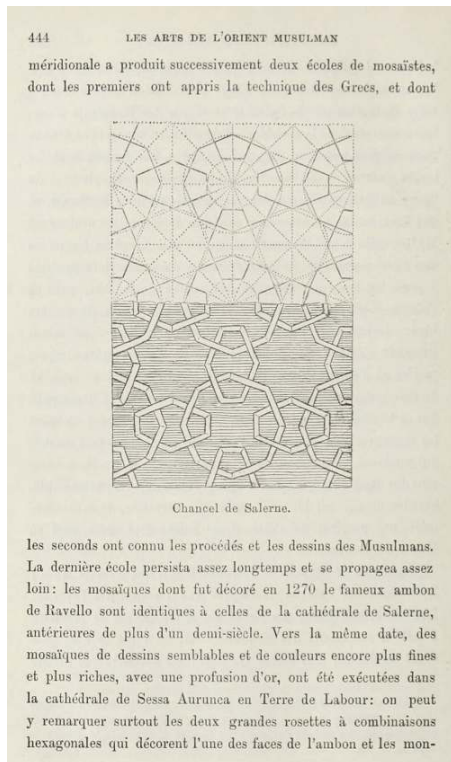 444
LES ARTS DE L'ORIENT MUSULMAN
méridionale a produit successivement deux écoles de mosaïstes,
dont les premiers ont appris la technique des Grecs, et dont
Chancel de Salerne.
les seconds ont connu les procédés et les dessins des Musulmans.
La dernière école persista assez longtemps et se propagea assez
loin: les mosaïques dont fut décoré en 1270 le fameux ambon
de Ravello sont identiques à celles de la cathédrale de Salerne,
antérieures de plus d'un demi-siècle. Vers la même date, des
mosaïques de dessins semblables et de couleurs encore plus fines
et plus riches, avec une profusion d'or, ont été exécutées dans
la cathédrale de Sessa Aurunca en Terre de Labour: on peut
y remarquer surtout les deux grandes rosettes à combinaisons
hexagonales qui décorent l'une des faces de l'ambon et les mon-